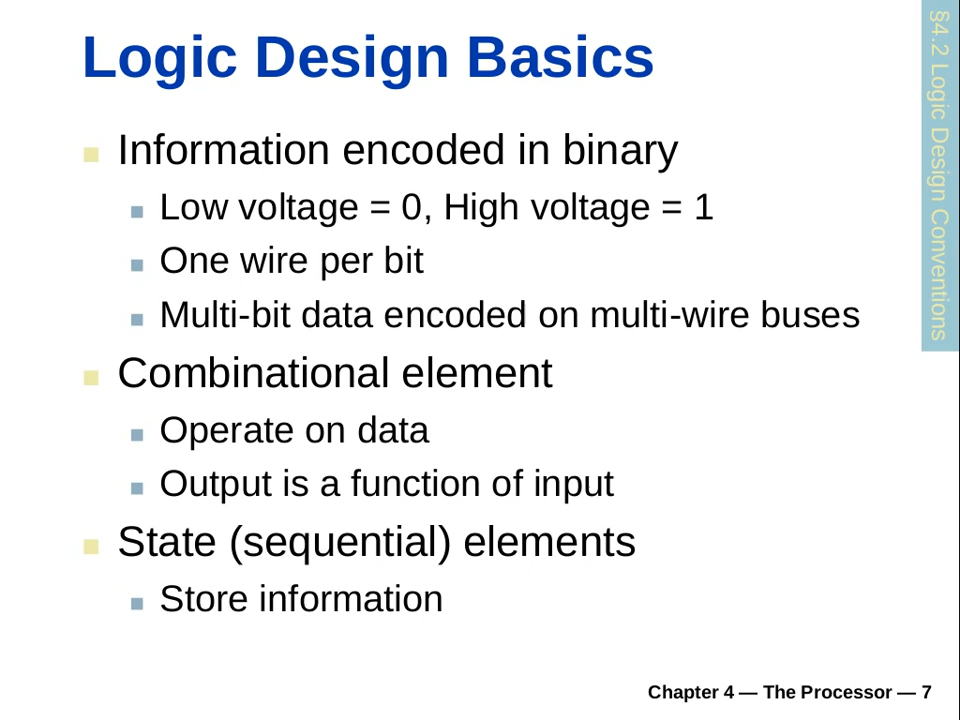 Logic Design Basics
§4.2 Logic Design Conventions
Information encoded in binary
Low voltage = 0, High voltage = 1
One wire per bit
Multi-bit data encoded on multi-wire buses
Combinational element
Operate on data
Output is a function of input
State (sequential) elements
Store information
Chapter 4 — The Processor — 7